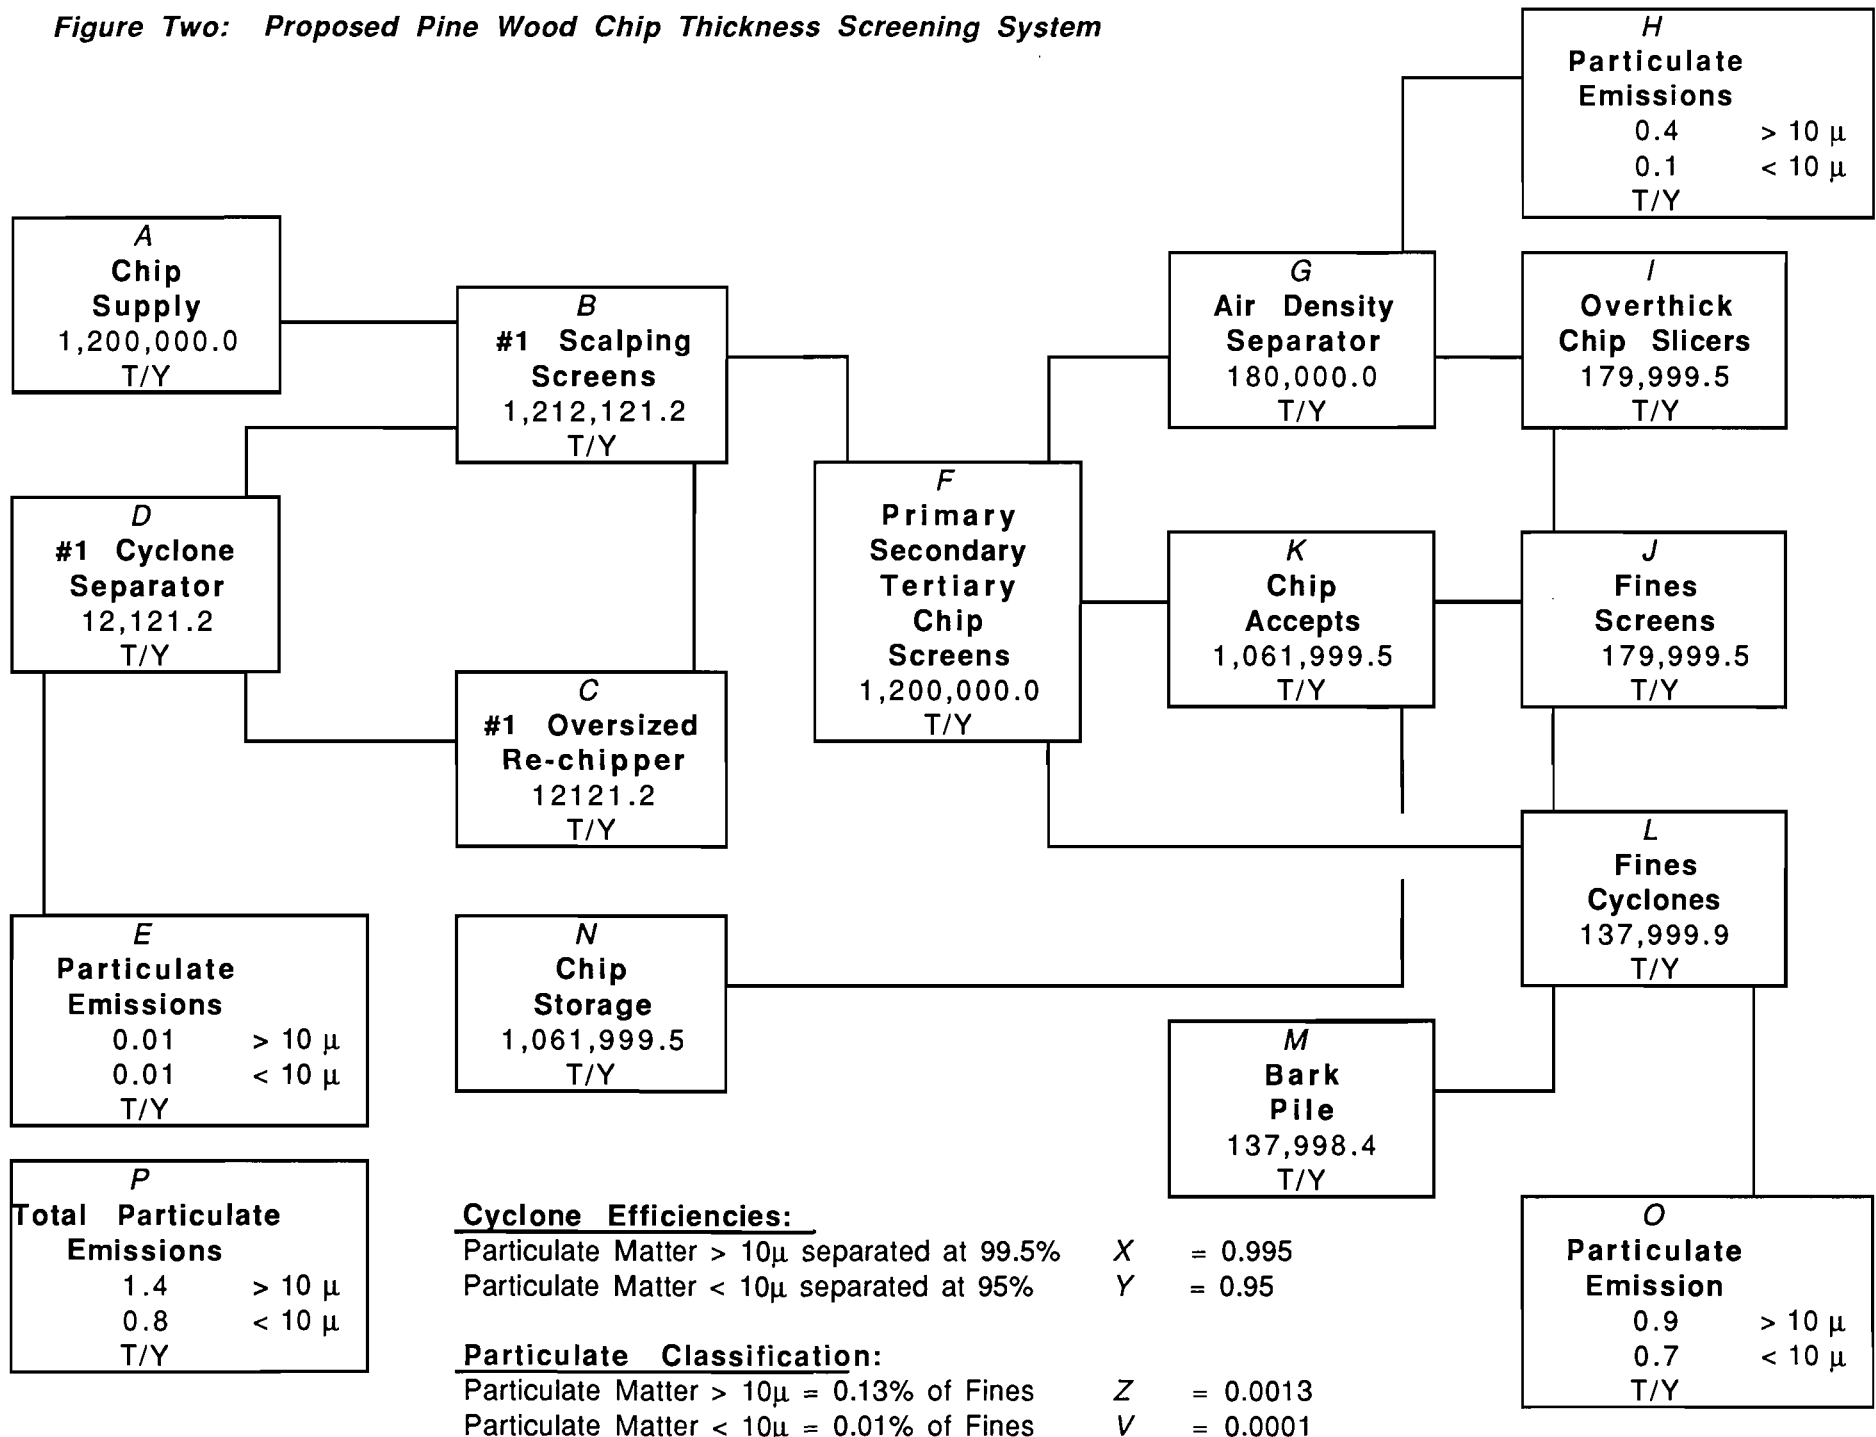 Figure Two: Proposed Pine Wood Chip Thickness Screening System
H
Particulate
Emissions
0.4 > 10 µ
0.1 < 10 µ
T/Y
A
Chip
Supply
1,200,000.0
T/Y
B
#1 Scalping
Screens
1,212,121.2
T/Y
G
Air Density
Separator
180,000.0
T/Y
I
Overthick
Chip Slicers
179,999.5
T/Y
D
#1 Cyclone
Separator
12,121.2
T/Y
C
#1 Oversized
Re-chipper
12121.2
T/Y
F
Primary
Secondary
Tertiary
Chip
Screens
1,200,000.0
T/Y
K
Chip
Accepts
1,061,999.5
T/Y
J
Fines
Screens
179,999.5
T/Y
L
Fines
Cyclones
137,999.9
T/Y
E
Particulate
Emissions
0.01 > 10 µ
0.01 < 10 µ
T/Y
N
Chip
Storage
1,061,999.5
T/Y
M
Bark
Pile
137,998.4
T/Y
P
Total Particulate
Emissions
1.4 > 10 µ
0.8 < 10 µ
T/Y
Cyclone Efficiencies:
Particulate Matter > 10µ separated at 99.5% X = 0.995
Particulate Matter < 10µ separated at 95% Y = 0.95
Particulate Classification:
Particulate Matter > 10µ = 0.13% of Fines Z = 0.0013
Particulate Matter < 10µ = 0.01% of Fines V = 0.0001
O
Particulate
Emission
0.9 > 10 µ
0.7 < 10 µ
T/Y